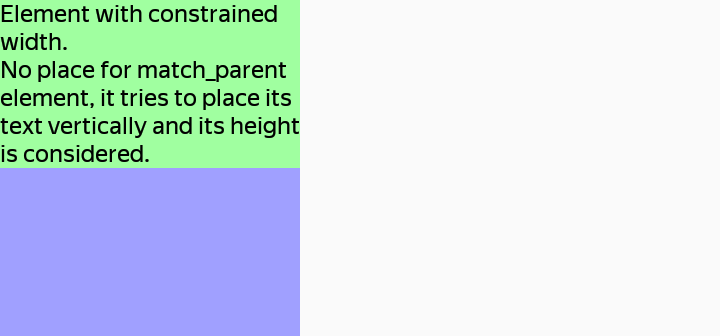 Element with constrained
width.
No place for match_parent
element, it tries to place its
text vertically and its height
is considered.